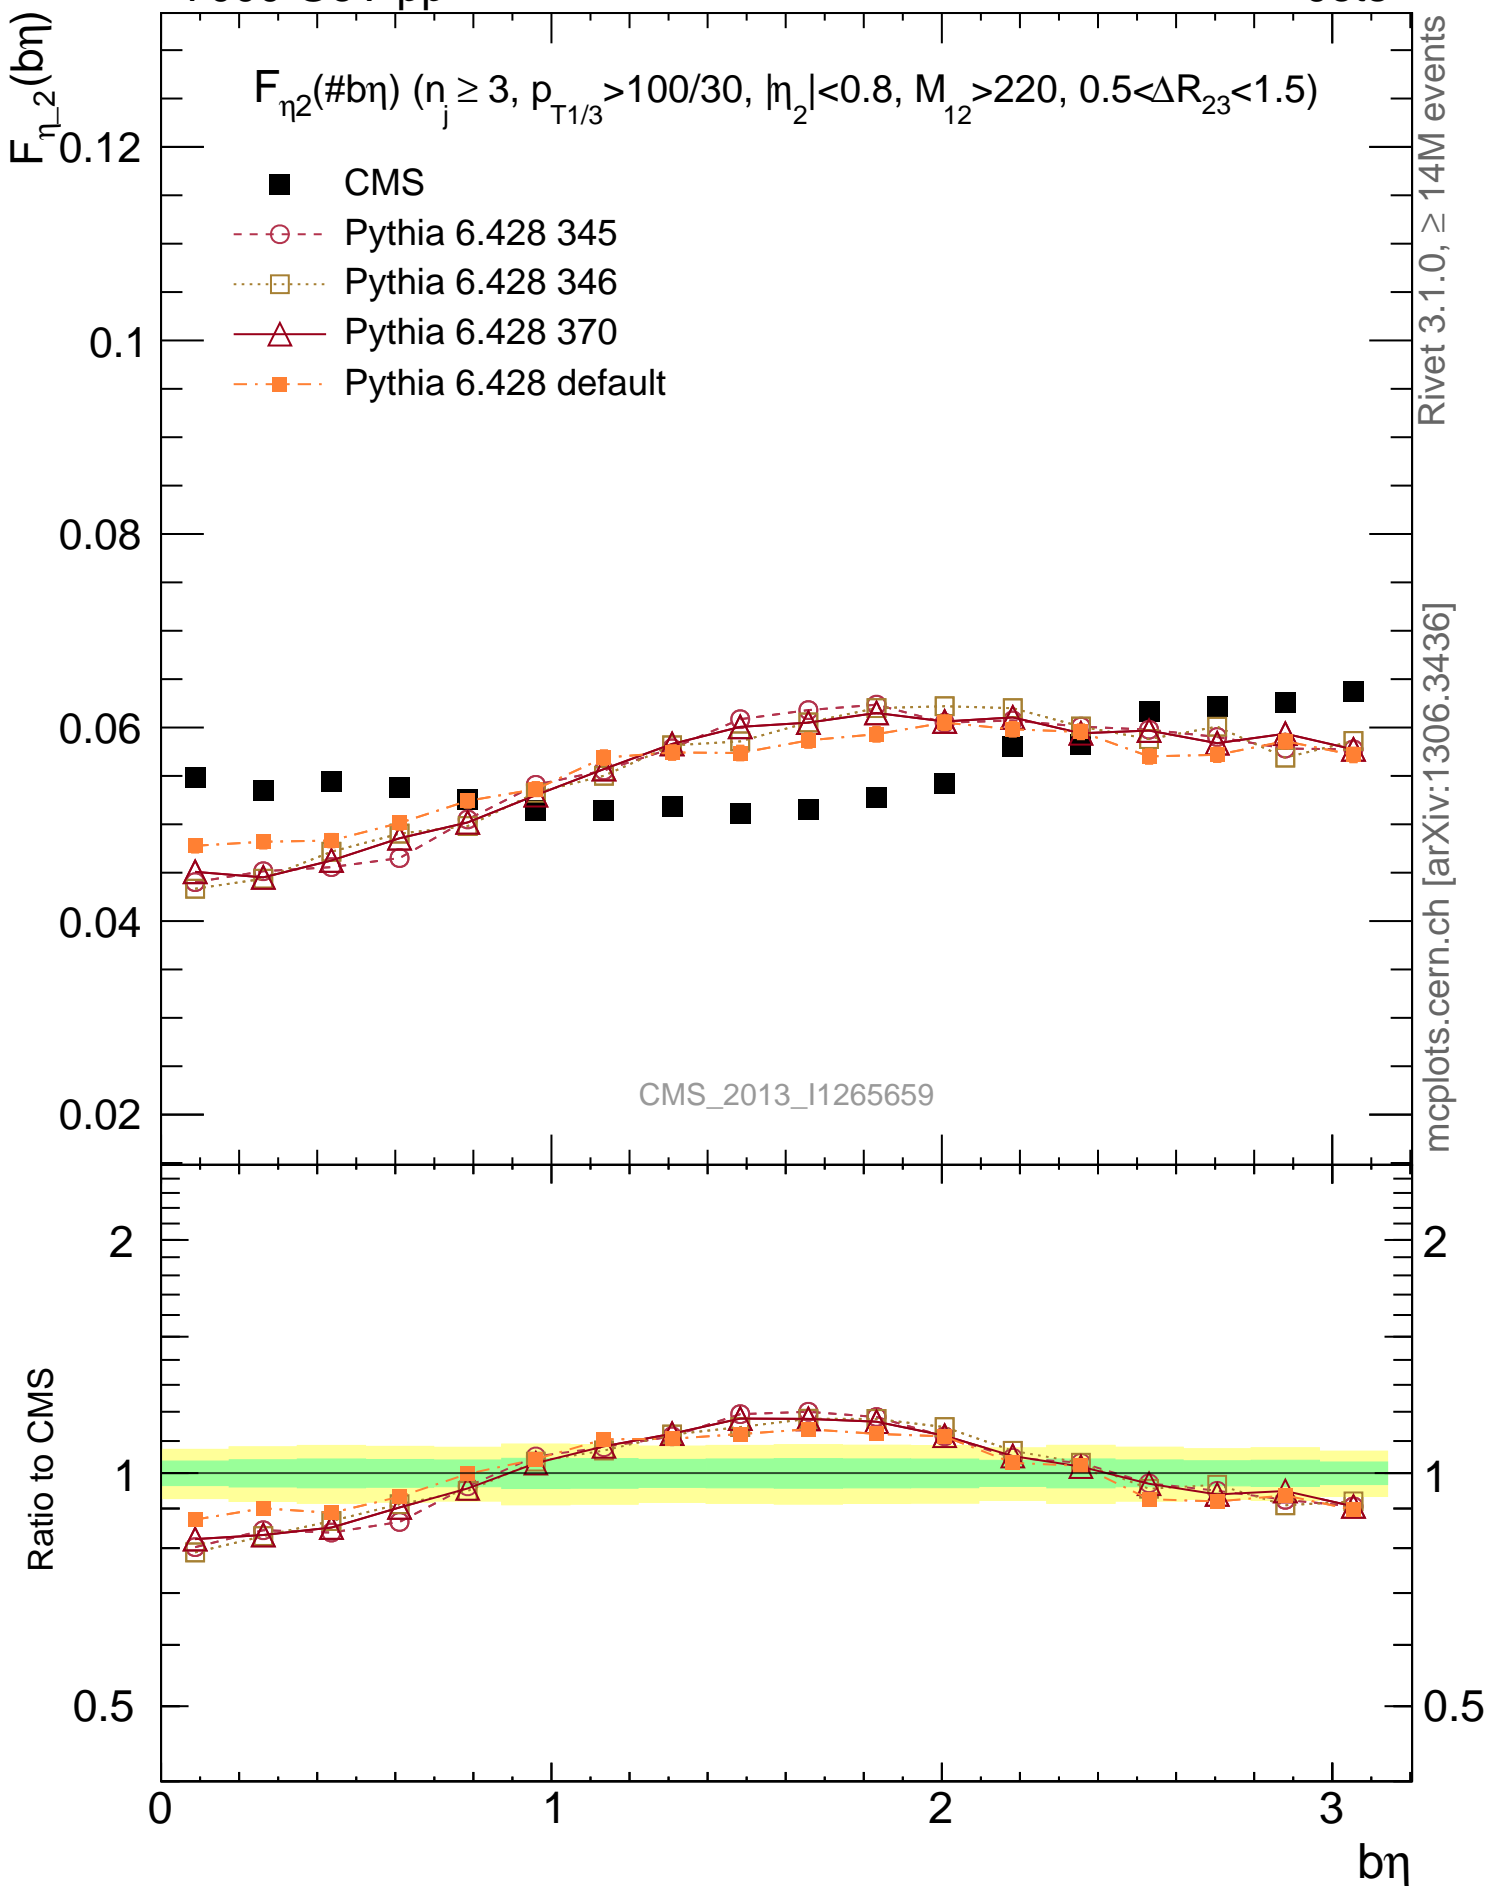 F_η_2(bη)
F_η2(#bη) (n_j ≥ 3, p_T1/3>100/30, |η_2|<0.8, M_12>220, 0.5<ΔR_23<1.5)
CMS
Pythia 6.428 345
Pythia 6.428 346
Pythia 6.428 370
Pythia 6.428 default
0.12
0.1
0.08
0.06
0.04
0.02
CMS_2013_I1265659
Rivet 3.1.0, ≥ 14M events
mcplots.cern.ch [arXiv:1306.3436]
Ratio to CMS
2
1
0.5
2
1
0.5
0
1
2
3
bη